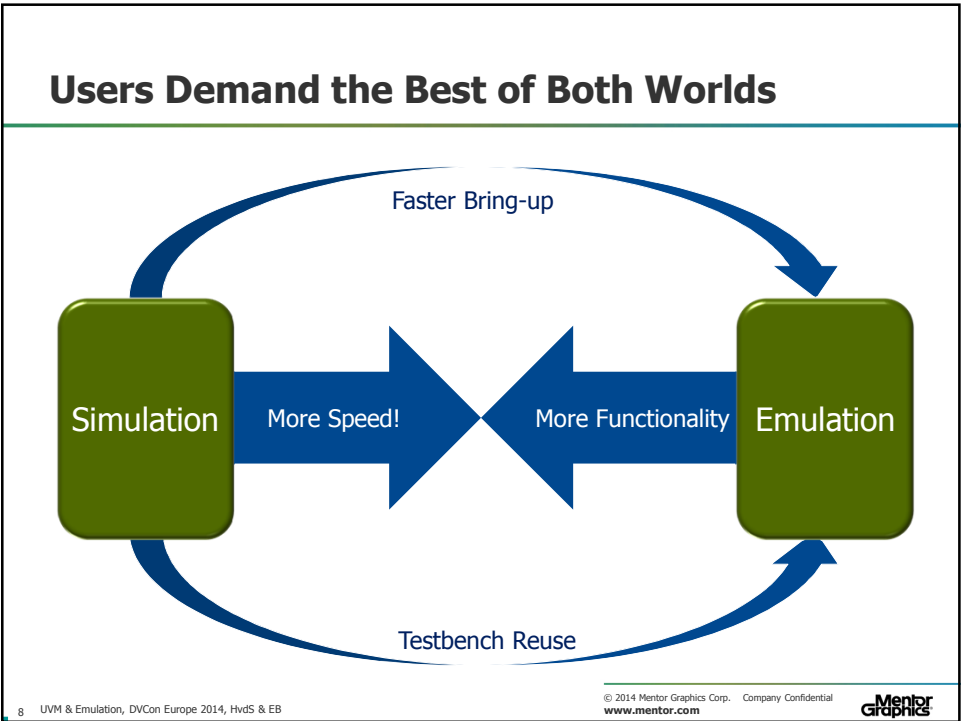 Users Demand the Best of Both Worlds
Faster Bring-up
Simulation
More Speed!
More Functionality
Emulation
Testbench Reuse
8 UVM & Emulation, DVCon Europe 2014, HvdS & EB
© 2014 Mentor Graphics Corp. Company Confidential
www.mentor.com
Mentor
Graphics